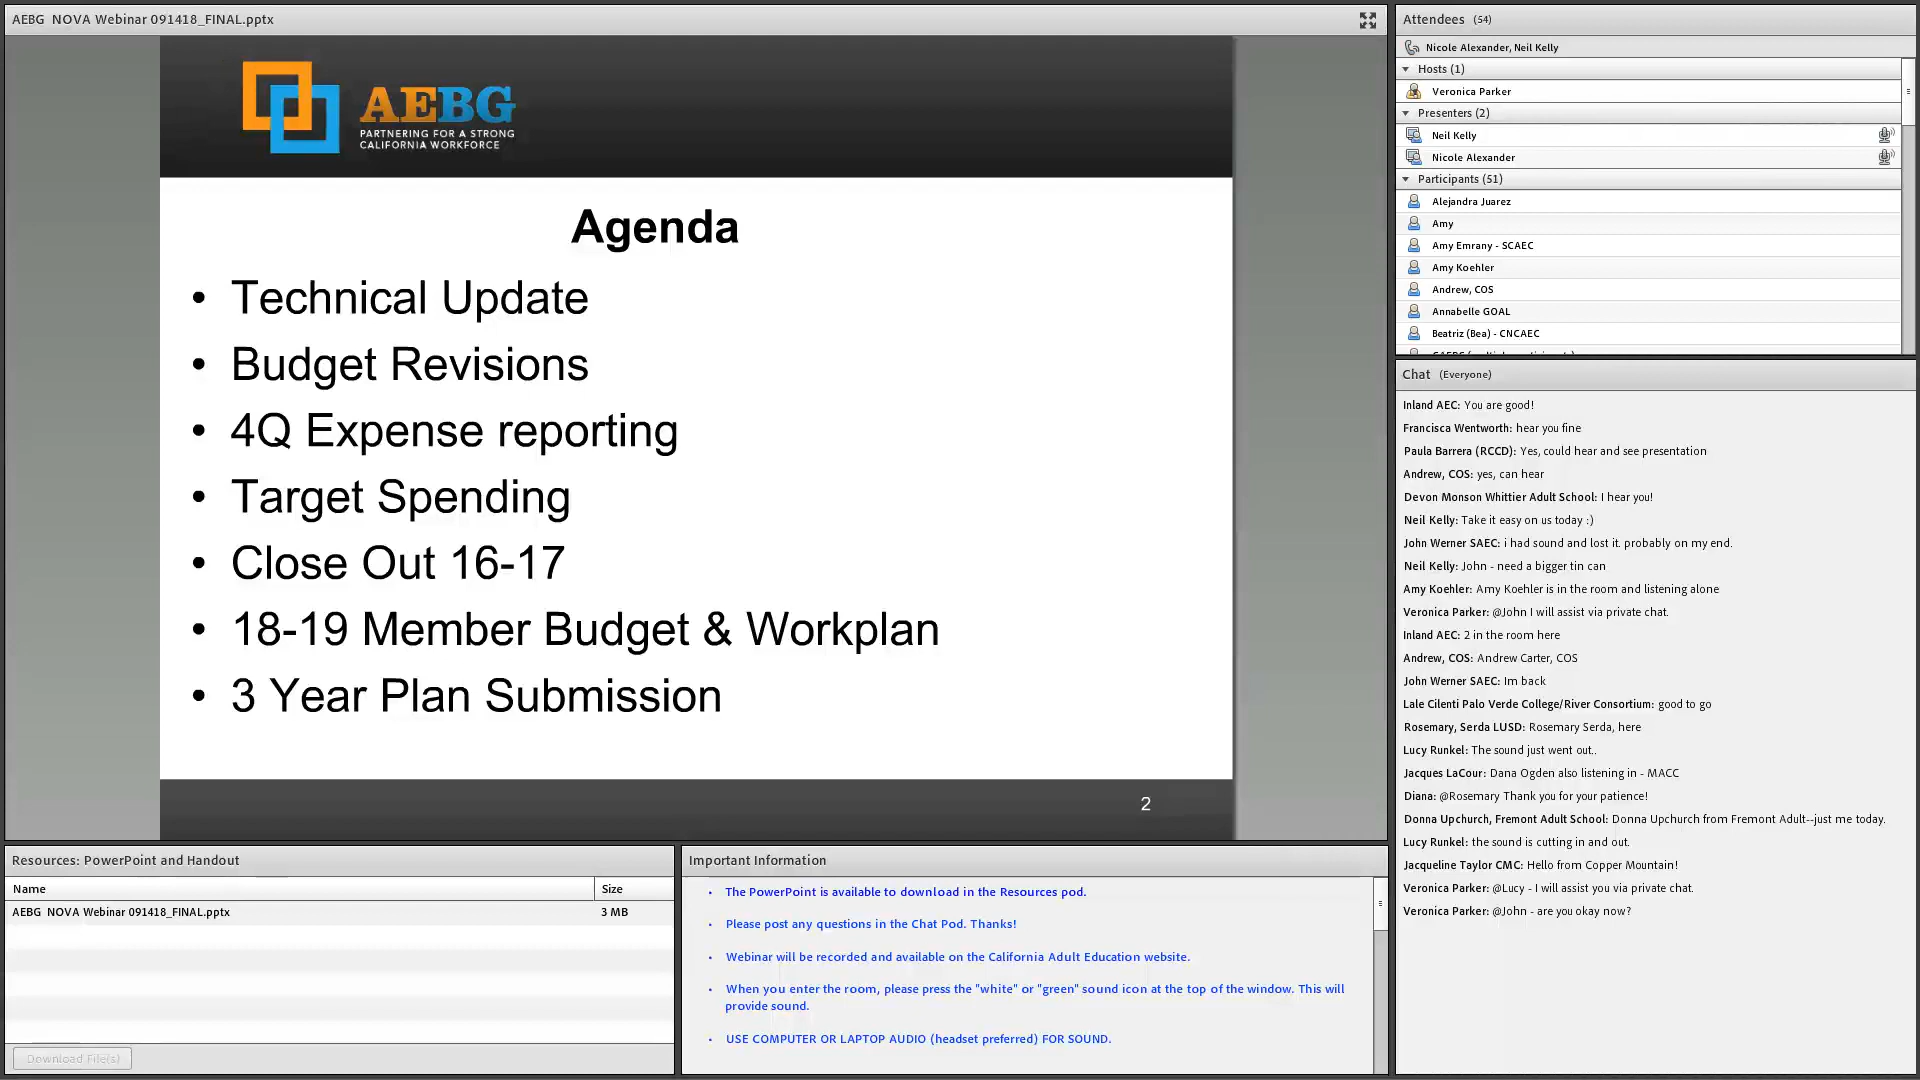 AEBG NOVA Webinar 091418_FINAL.pptx
AEBG
PARTNERING FOR A STRONG
CALIFORNIA WORKFORCE
Agenda
• Technical Update
• Budget Revisions
• 4Q Expense reporting
• Target Spending
• Close Out 16-17
• 18-19 Member Budget & Workplan
• 3 Year Plan Submission
2
Resources: PowerPoint and Handout
Name Size
AEBG NOVA Webinar 091418_FINAL.pptx 3 MB
Download File(s)
Important Information
• The PowerPoint is available to download in the Resources pod.
• Please post any questions in the Chat Pod. Thanks!
• Webinar will be recorded and available on the California Adult Education website.
• When you enter the room, please press the "white" or "green" sound icon at the top of the window. This will
provide sound.
• USE COMPUTER OR LAPTOP AUDIO (headset preferred) FOR SOUND.
Attendees (54)
Nicole Alexander, Neil Kelly
Hosts (1)
Veronica Parker
Presenters (2)
Neil Kelly
Nicole Alexander
Participants (51)
Alejandra Juarez
Amy
Amy Emrany - SCAEC
Amy Koehler
Andrew, COS
Annabelle GOAL
Beatriz (Bea) - CNCAEC
Chat (Everyone)
Inland AEC: You are good!
Francisca Wentworth: hear you fine
Paula Barrera (RCCD): Yes, could hear and see presentation
Andrew, COS: yes, can hear
Devon Monson Whittier Adult School: I hear you!
Neil Kelly: Take it easy on us today :)
John Werner SAEC: i had sound and lost it. probably on my end.
Neil Kelly: John - need a bigger tin can
Amy Koehler: Amy Koehler is in the room and listening alone
Veronica Parker: @John I will assist via private chat.
Inland AEC: 2 in the room here
Andrew, COS: Andrew Carter, COS
John Werner SAEC: Im back
Lale Cilenti Palo Verde College/River Consortium: good to go
Rosemary, Serda LUSD: Rosemary Serda, here
Lucy Runkel: The sound just went out..
Jacques LaCour: Dana Ogden also listening in - MACC
Diana: @Rosemary Thank you for your patience!
Donna Upchurch, Fremont Adult School: Donna Upchurch from Fremont Adult--just me today.
Lucy Runkel: the sound is cutting in and out.
Jacqueline Taylor CMC: Hello from Copper Mountain!
Veronica Parker: @Lucy - I will assist you via private chat.
Veronica Parker: @John - are you okay now?